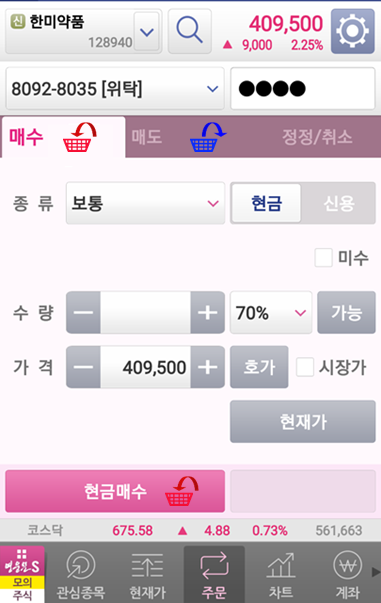 신 한미약품
128940
409,500
▲ 9,000 2.25%
8092-8035 [위탁]
●●●●
매수 매도 정정/취소
종 류 보통 현금 신용
미수
수 량 70% 가능
가 격 409,500 호가 시장가
현재가
현금매수
코스닥 675.58 ▲ 4.88 0.73% 561,663
영웅문S
모의
주식
관심종목 현재가 주문 차트 계좌